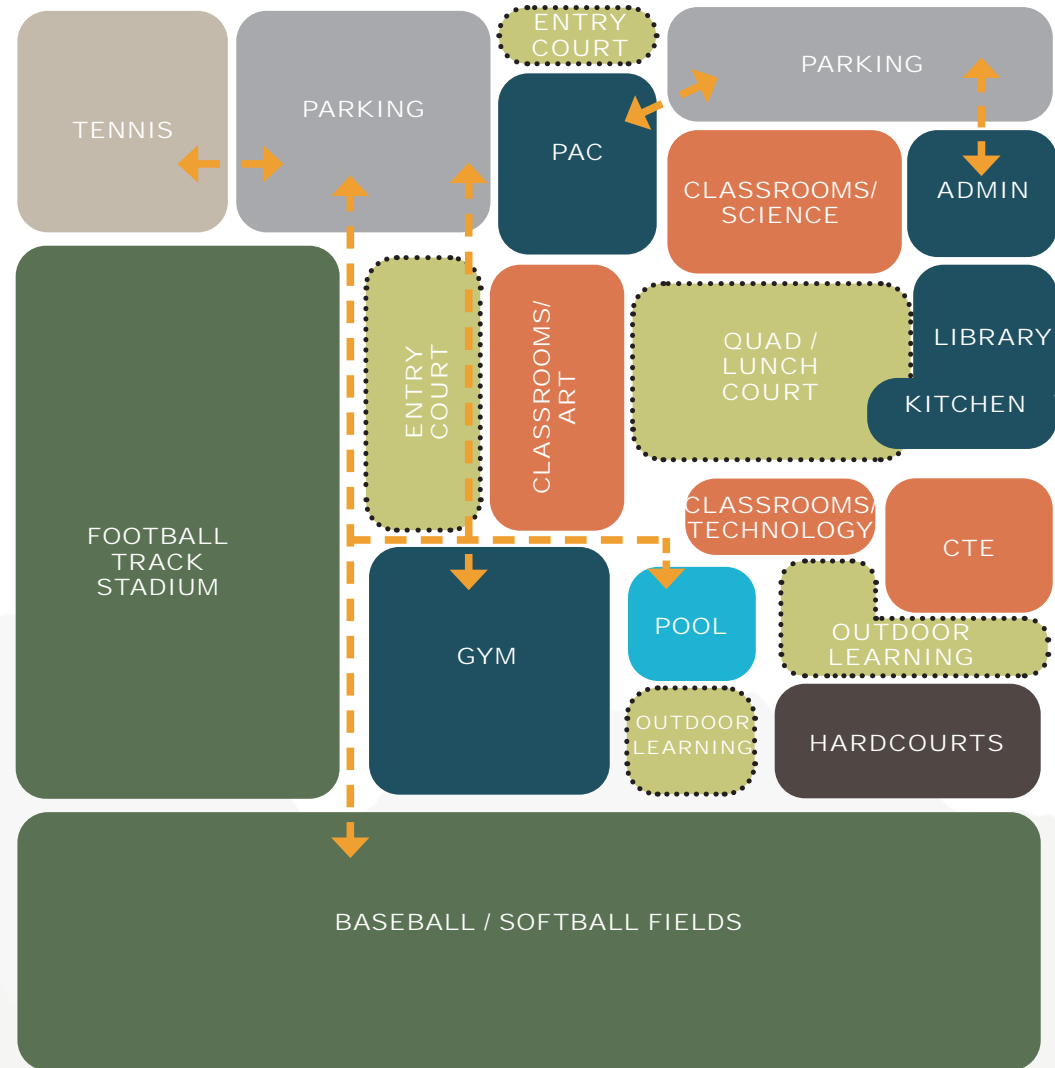 ENTRY
COURT
PARKING
PARKING
TENNIS
PAC
CLASSROOMS/
SCIENCE
ADMIN
ENTRY
COURT
CLASSROOMS/
ART
QUAD /
LUNCH
COURT
LIBRARY
KITCHEN
FOOTBALL
TRACK
STADIUM
CLASSROOMS/
TECHNOLOGY
CTE
GYM
POOL
OUTDOOR
LEARNING
OUTDOOR
LEARNING
HARDCOURTS
BASEBALL / SOFTBALL FIELDS